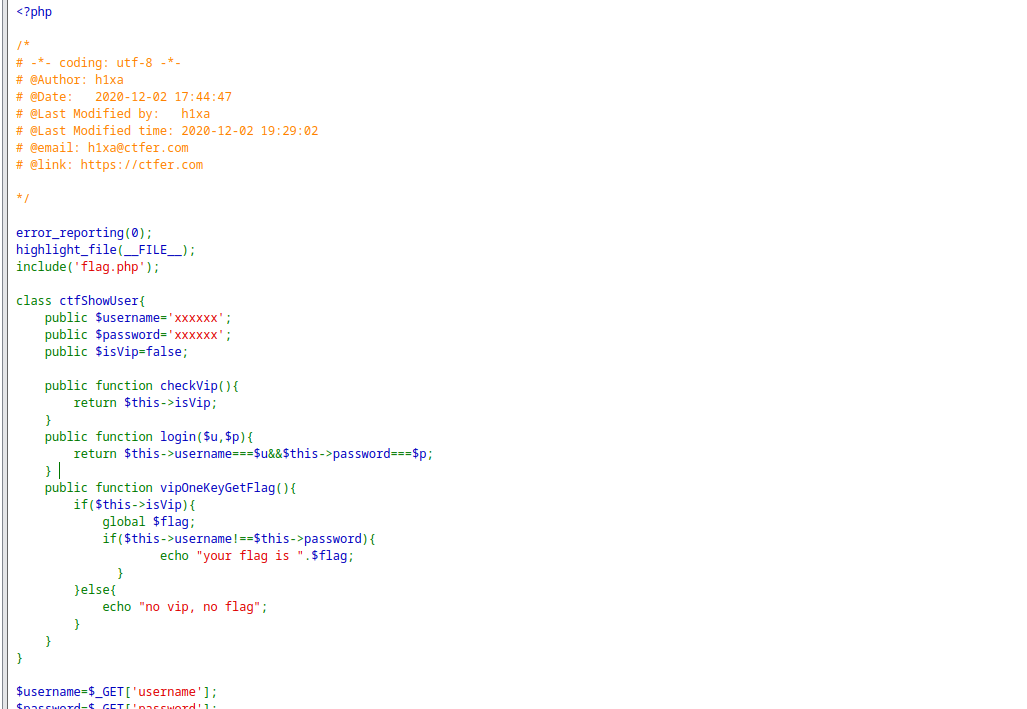 <?php
/*
# -*- coding: utf-8 -*-
# @Author: h1xa
# @Date:   2020-12-02 17:44:47
# @Last Modified by:   h1xa
# @Last Modified time: 2020-12-02 19:29:02
# @email: h1xa@ctfer.com
# @link: https://ctfer.com
*/
error_reporting(0);
highlight_file(__FILE__);
include('flag.php');
class ctfShowUser{
    public $username='xxxxxx';
    public $password='xxxxxx';
    public $isVip=false;
    public function checkVip(){
        return $this->isVip;
    }
    public function login($u,$p){
        return $this->username===$u&&$this->password===$p;
    }
    public function vipOneKeyGetFlag(){
        if($this->isVip){
            global $flag;
            if($this->username!==$this->password){
                    echo "your flag is ".$flag;
              }
        }else{
            echo "no vip, no flag";
        }
    }
}
$username=$_GET['username'];
$password=$_GET['password'];